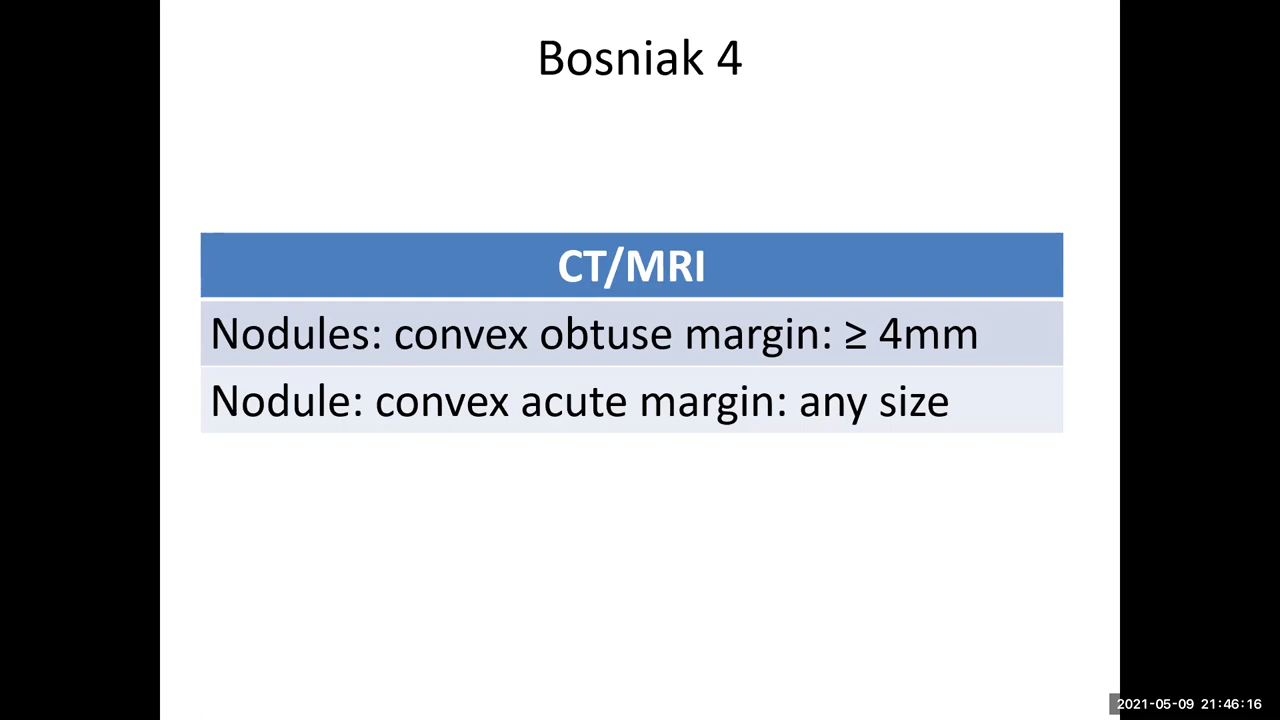 Bosniak 4
CT/MRI
Nodules: convex obtuse margin: ≥ 4mm
Nodule: convex acute margin: any size
2021-05-09 21:46:16